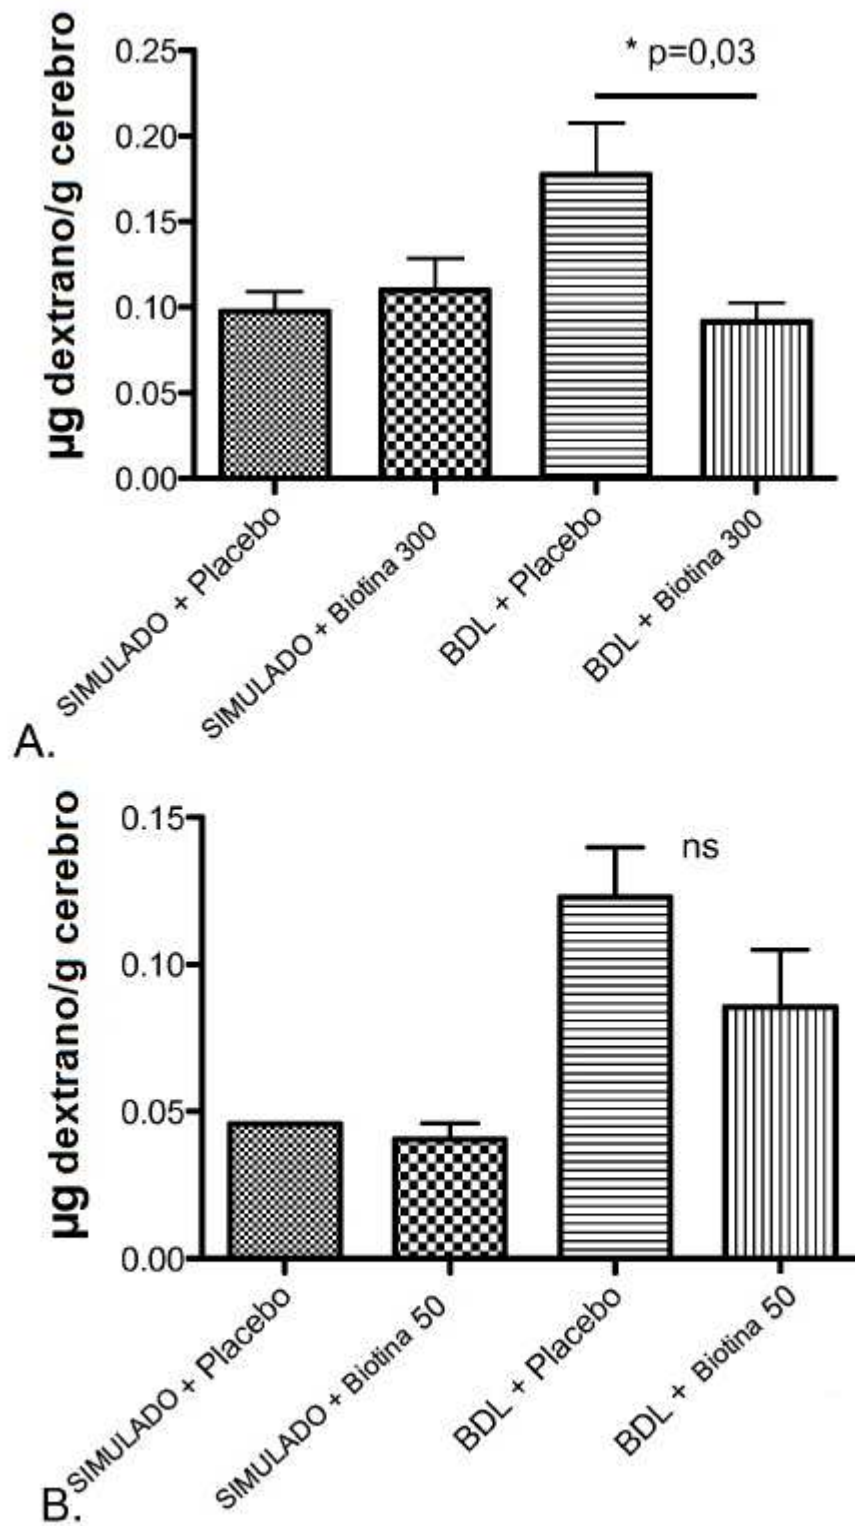 µg dextrano/g cerebro
0.25
0.20
0.15
0.10
0.05
0.00
* p=0,03
SIMULADO + Placebo
SIMULADO + Biotina 300
BDL + Placebo
BDL + Biotina 300
A.
µg dextrano/g cerebro
0.15
0.10
0.05
0.00
ns
SIMULADO + Placebo
SIMULADO + Biotina 50
BDL + Placebo
BDL + Biotina 50
B.